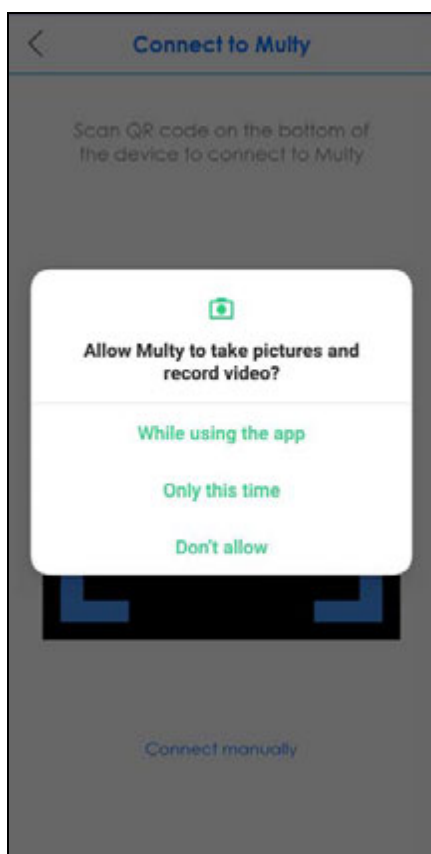 Connect to Multy
Scan QR code on the bottom of
the device to connect to Multy
Allow Multy to take pictures and
record video?
While using the app
Only this time
Don't allow
Connect manually